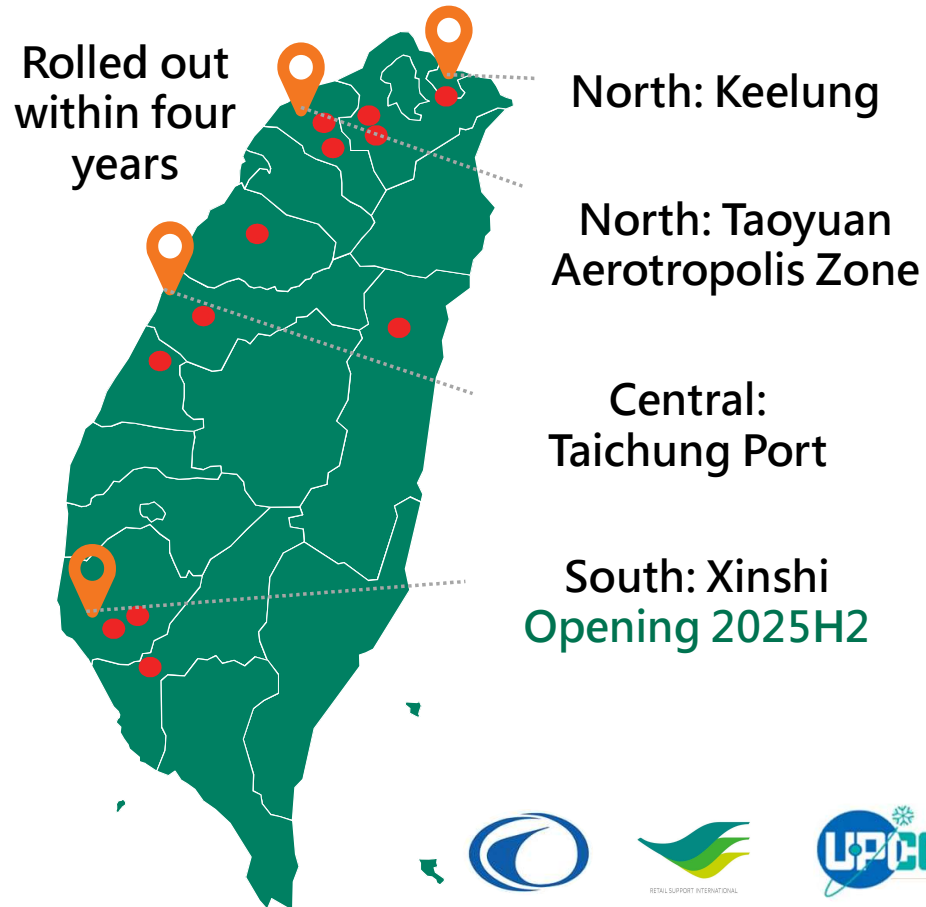 Rolled out
within four
years
North: Keelung
North: Taoyuan
Aerotropolis Zone
Central:
Taichung Port
South: Xinshi
Opening 2025H2
RETAIL SUPPORT INTERNATIONAL